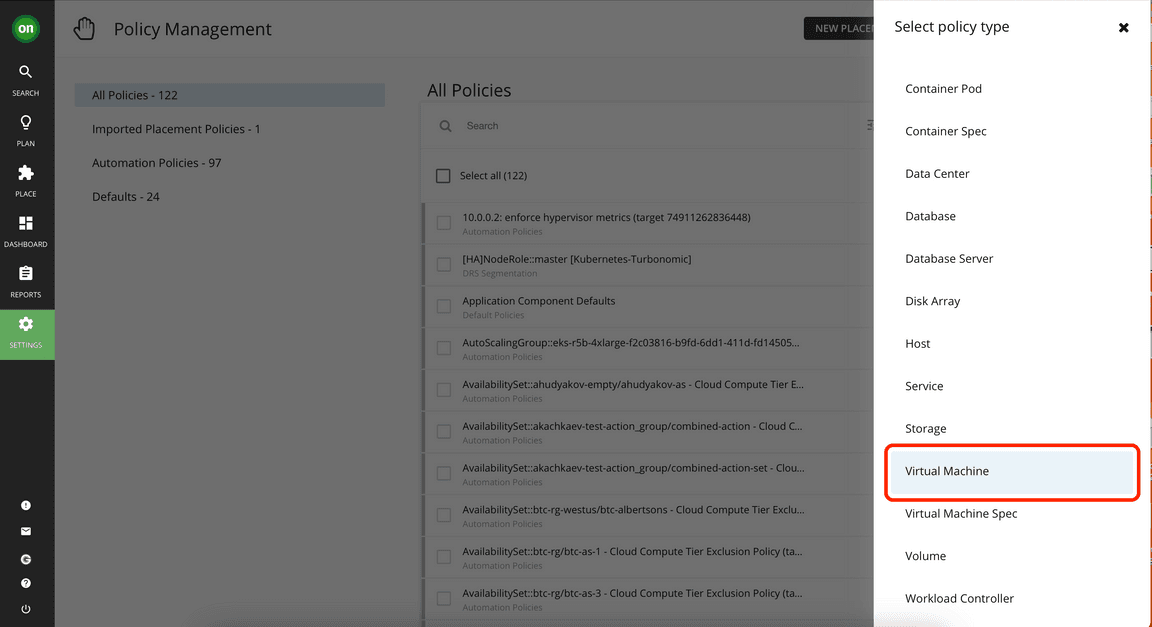 on
SEARCH
PLAN
PLACE
DASHBOARD
REPORTS
SETTINGS
Policy Management
NEW PLACE
All Policies - 122
Imported Placement Policies - 1
Automation Policies - 97
Defaults - 24
All Policies
Search
Select all (122)
10.0.0.2: enforce hypervisor metrics (target 74911262836448)
Automation Policies
[HA]NodeRole::master [Kubernetes-Turbonomic]
DRS Segmentation
Application Component Defaults
Default Policies
AutoScalingGroup::eks-r5b-4xlarge-f2c03816-b9fd-6dd1-411d-fd14505...
Automation Policies
AvailabilitySet::ahudyakov-empty/ahudyakov-as - Cloud Compute Tier E...
Automation Policies
AvailabilitySet::akachkaev-test-action_group/combined-action - Cloud C...
Automation Policies
AvailabilitySet::akachkaev-test-action_group/combined-action-set - Clou...
Automation Policies
AvailabilitySet::btc-rg-westus/btc-albertsons - Cloud Compute Tier Exclu...
Automation Policies
AvailabilitySet::btc-rg/btc-as-1 - Cloud Compute Tier Exclusion Policy (ta...
Automation Policies
AvailabilitySet::btc-rg/btc-as-3 - Cloud Compute Tier Exclusion Policy (ta...
Automation Policies
Select policy type
Container Pod
Container Spec
Data Center
Database
Database Server
Disk Array
Host
Service
Storage
Virtual Machine
Virtual Machine Spec
Volume
Workload Controller